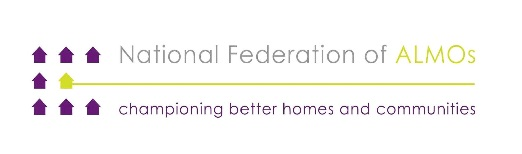 National Federation of ALMOs
championing better homes and communities